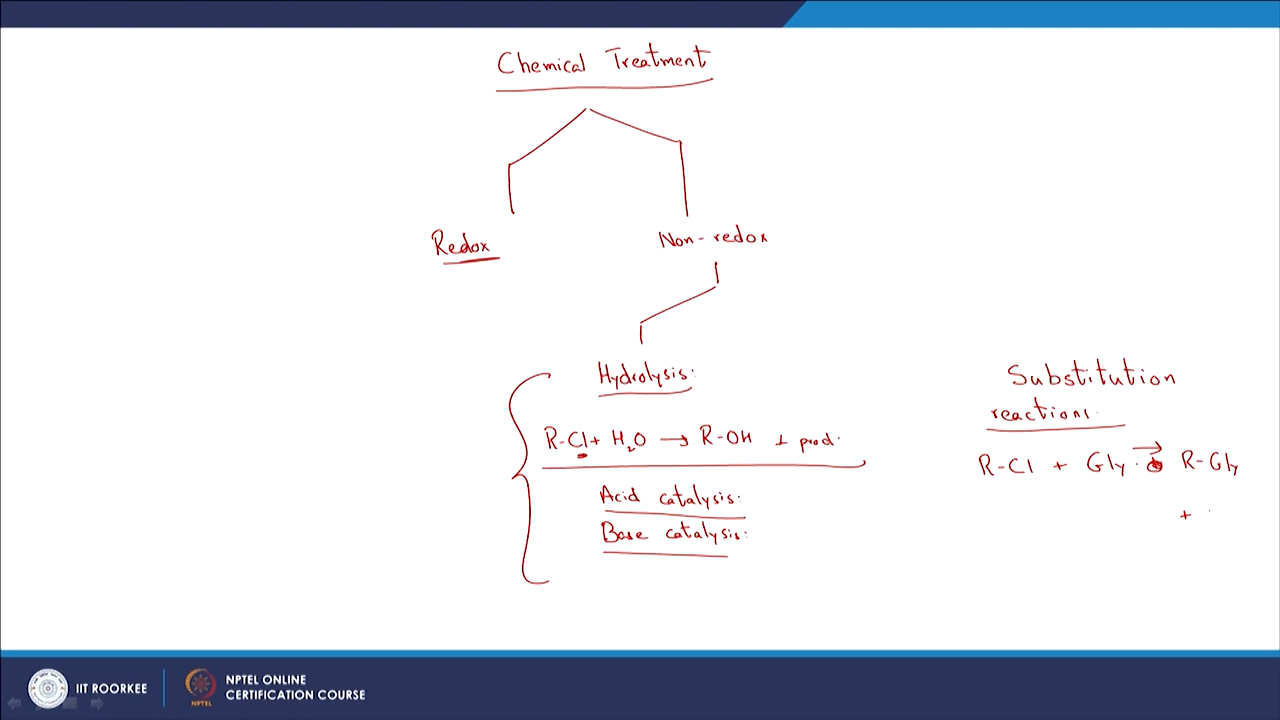 Chemical Treatment
Redox
Non-redox
Hydrolysis:
R-Cl + H₂O → R-OH + prod.
Acid catalysis:
Base catalysis:
Substitution
reactions.
R-Cl + Gly. → R-Gly
+
IIT ROORKEE
NPTEL
NPTEL ONLINE
CERTIFICATION COURSE